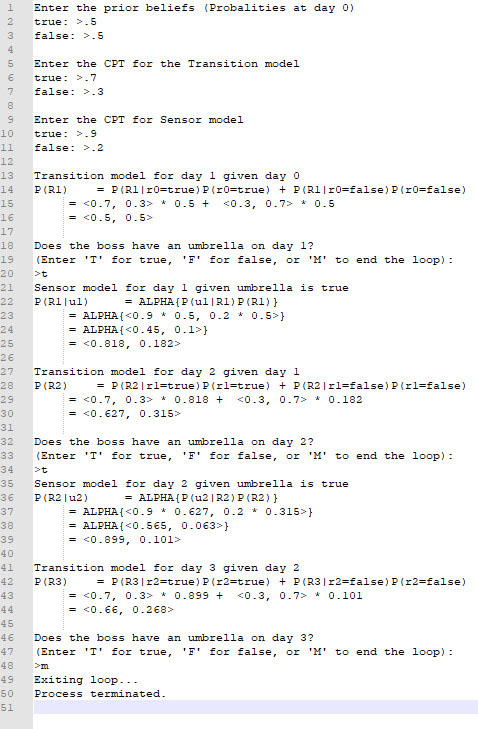 1 Enter the prior beliefs (Probalities at day 0)
2 true: >.5
3 false: >.5
4
5 Enter the CPT for the Transition model
6 true: >.7
7 false: >.3
8
9 Enter the CPT for Sensor model
10 true: >.9
11 false: >.2
12
13 Transition model for day 1 given day 0
14 P(R1) = P(R1|r0=true)P(r0=true) + P(R1|r0=false)P(r0=false)
15 = <0.7, 0.3> * 0.5 + <0.3, 0.7> * 0.5
16 = <0.5, 0.5>
17
18 Does the boss have an umbrella on day 1?
19 (Enter 'T' for true, 'F' for false, or 'M' to end the loop):
20 >t
21 Sensor model for day 1 given umbrella is true
22 P(R1|u1) = ALPHA{P(u1|R1)P(R1)}
23 = ALPHA{<0.9 * 0.5, 0.2 * 0.5>}
24 = ALPHA{<0.45, 0.1>}
25 = <0.818, 0.182>
26
27 Transition model for day 2 given day 1
28 P(R2) = P(R2|r1=true)P(r1=true) + P(R2|r1=false)P(r1=false)
29 = <0.7, 0.3> * 0.818 + <0.3, 0.7> * 0.182
30 = <0.627, 0.315>
31
32 Does the boss have an umbrella on day 2?
33 (Enter 'T' for true, 'F' for false, or 'M' to end the loop):
34 >t
35 Sensor model for day 2 given umbrella is true
36 P(R2|u2) = ALPHA{P(u2|R2)P(R2)}
37 = ALPHA{<0.9 * 0.627, 0.2 * 0.315>}
38 = ALPHA{<0.565, 0.063>}
39 = <0.899, 0.101>
40
41 Transition model for day 3 given day 2
42 P(R3) = P(R3|r2=true)P(r2=true) + P(R3|r2=false)P(r2=false)
43 = <0.7, 0.3> * 0.899 + <0.3, 0.7> * 0.101
44 = <0.66, 0.268>
45
46 Does the boss have an umbrella on day 3?
47 (Enter 'T' for true, 'F' for false, or 'M' to end the loop):
48 >m
49 Exiting loop...
50 Process terminated.
51